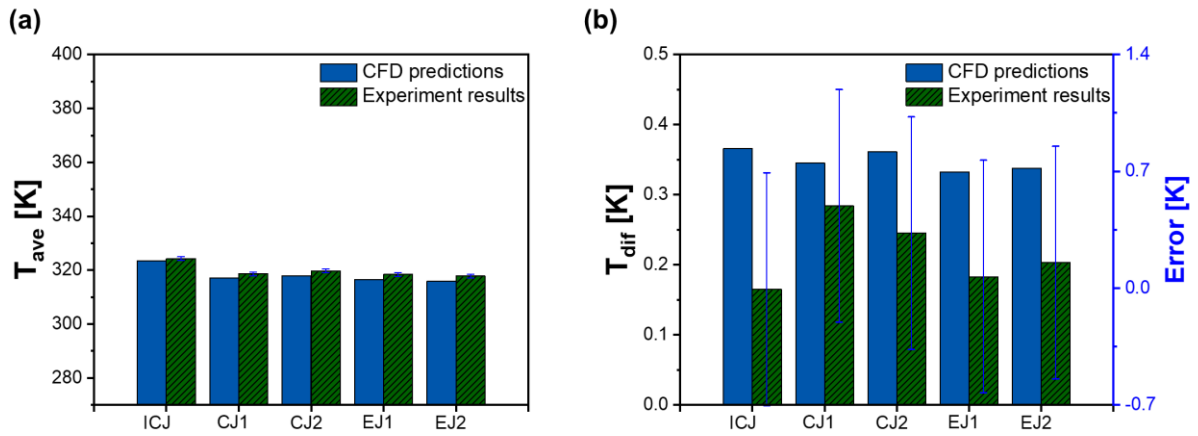 (a)
400
380
360
340
320
300
280
T_ave [K]
CFD predictions
Experiment results
ICJ CJ1 CJ2 EJ1 EJ2
(b)
0.5
0.4
0.3
0.2
0.1
0.0
T_dif [K]
CFD predictions
Experiment results
ICJ CJ1 CJ2 EJ1 EJ2
1.4
0.7
0.0
-0.7
Error [K]